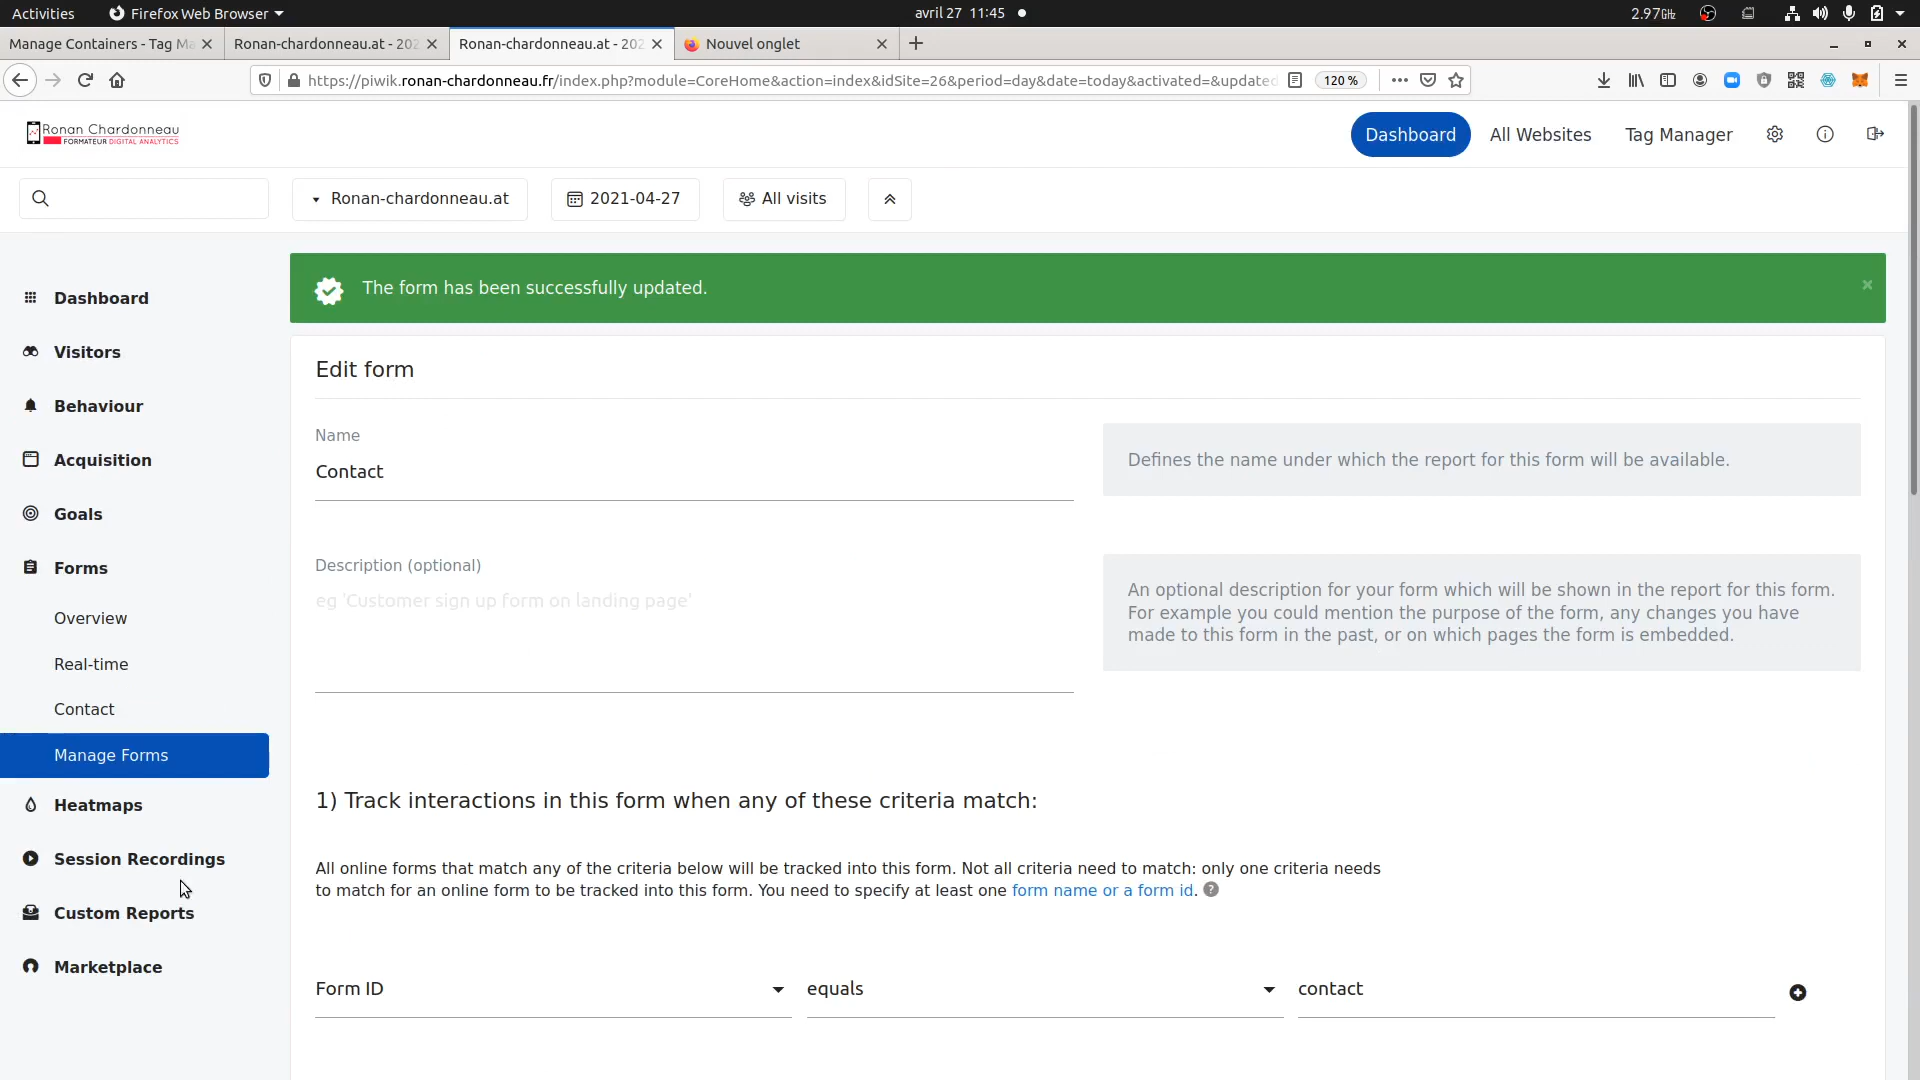 Activities
Firefox Web Browser
avril 27 11:45
2.97GHz
Manage Containers - Tag Ma
Ronan-chardonneau.at - 202
Ronan-chardonneau.at - 202
Nouvel onglet
https://piwik.ronan-chardonneau.fr/index.php?module=CoreHome&action=index&idSite=26&period=day&date=today&activated=&updated
120 %
Ronan Chardonneau
FORMATEUR DIGITAL ANALYTICS
Dashboard
All Websites
Tag Manager
Ronan-chardonneau.at
2021-04-27
All visits
Dashboard
Visitors
Behaviour
Acquisition
Goals
Forms
Overview
Real-time
Contact
Manage Forms
Heatmaps
Session Recordings
Custom Reports
Marketplace
The form has been successfully updated.
Edit form
Name
Contact
Defines the name under which the report for this form will be available.
Description (optional)
eg 'Customer sign up form on landing page'
An optional description for your form which will be shown in the report for this form.
For example you could mention the purpose of the form, any changes you have
made to this form in the past, or on which pages the form is embedded.
1) Track interactions in this form when any of these criteria match:
All online forms that match any of the criteria below will be tracked into this form. Not all criteria need to match: only one criteria needs
to match for an online form to be tracked into this form. You need to specify at least one form name or a form id.
Form ID
equals
contact